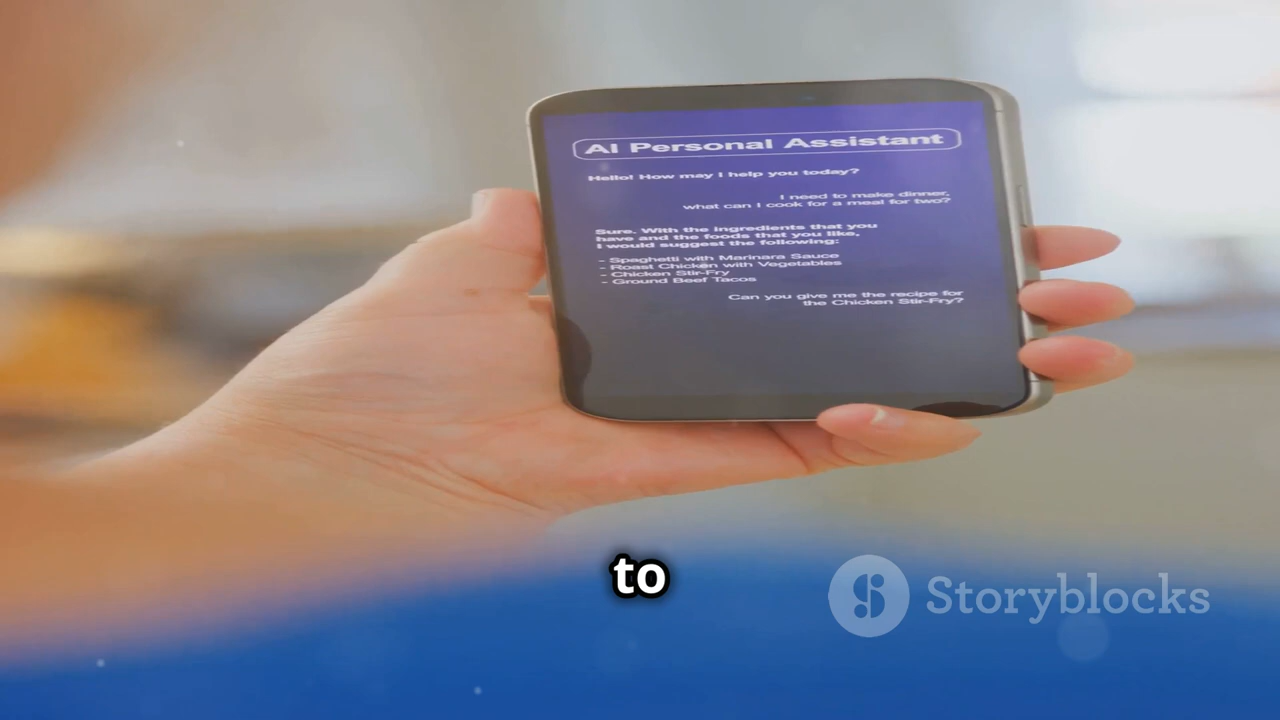 AI Personal Assistant
Hello! How may I help you today?
I need to make dinner,
what can I cook for a meal for two?
Sure. With the ingredients that you
have and the foods that you like,
I would suggest the following:
- Spaghetti with Marinara Sauce
- Roast Chicken with Vegetables
- Chicken Stir-Fry
- Ground Beef Tacos
Can you give me the recipe for
the Chicken Stir-Fry?
to
Storyblocks